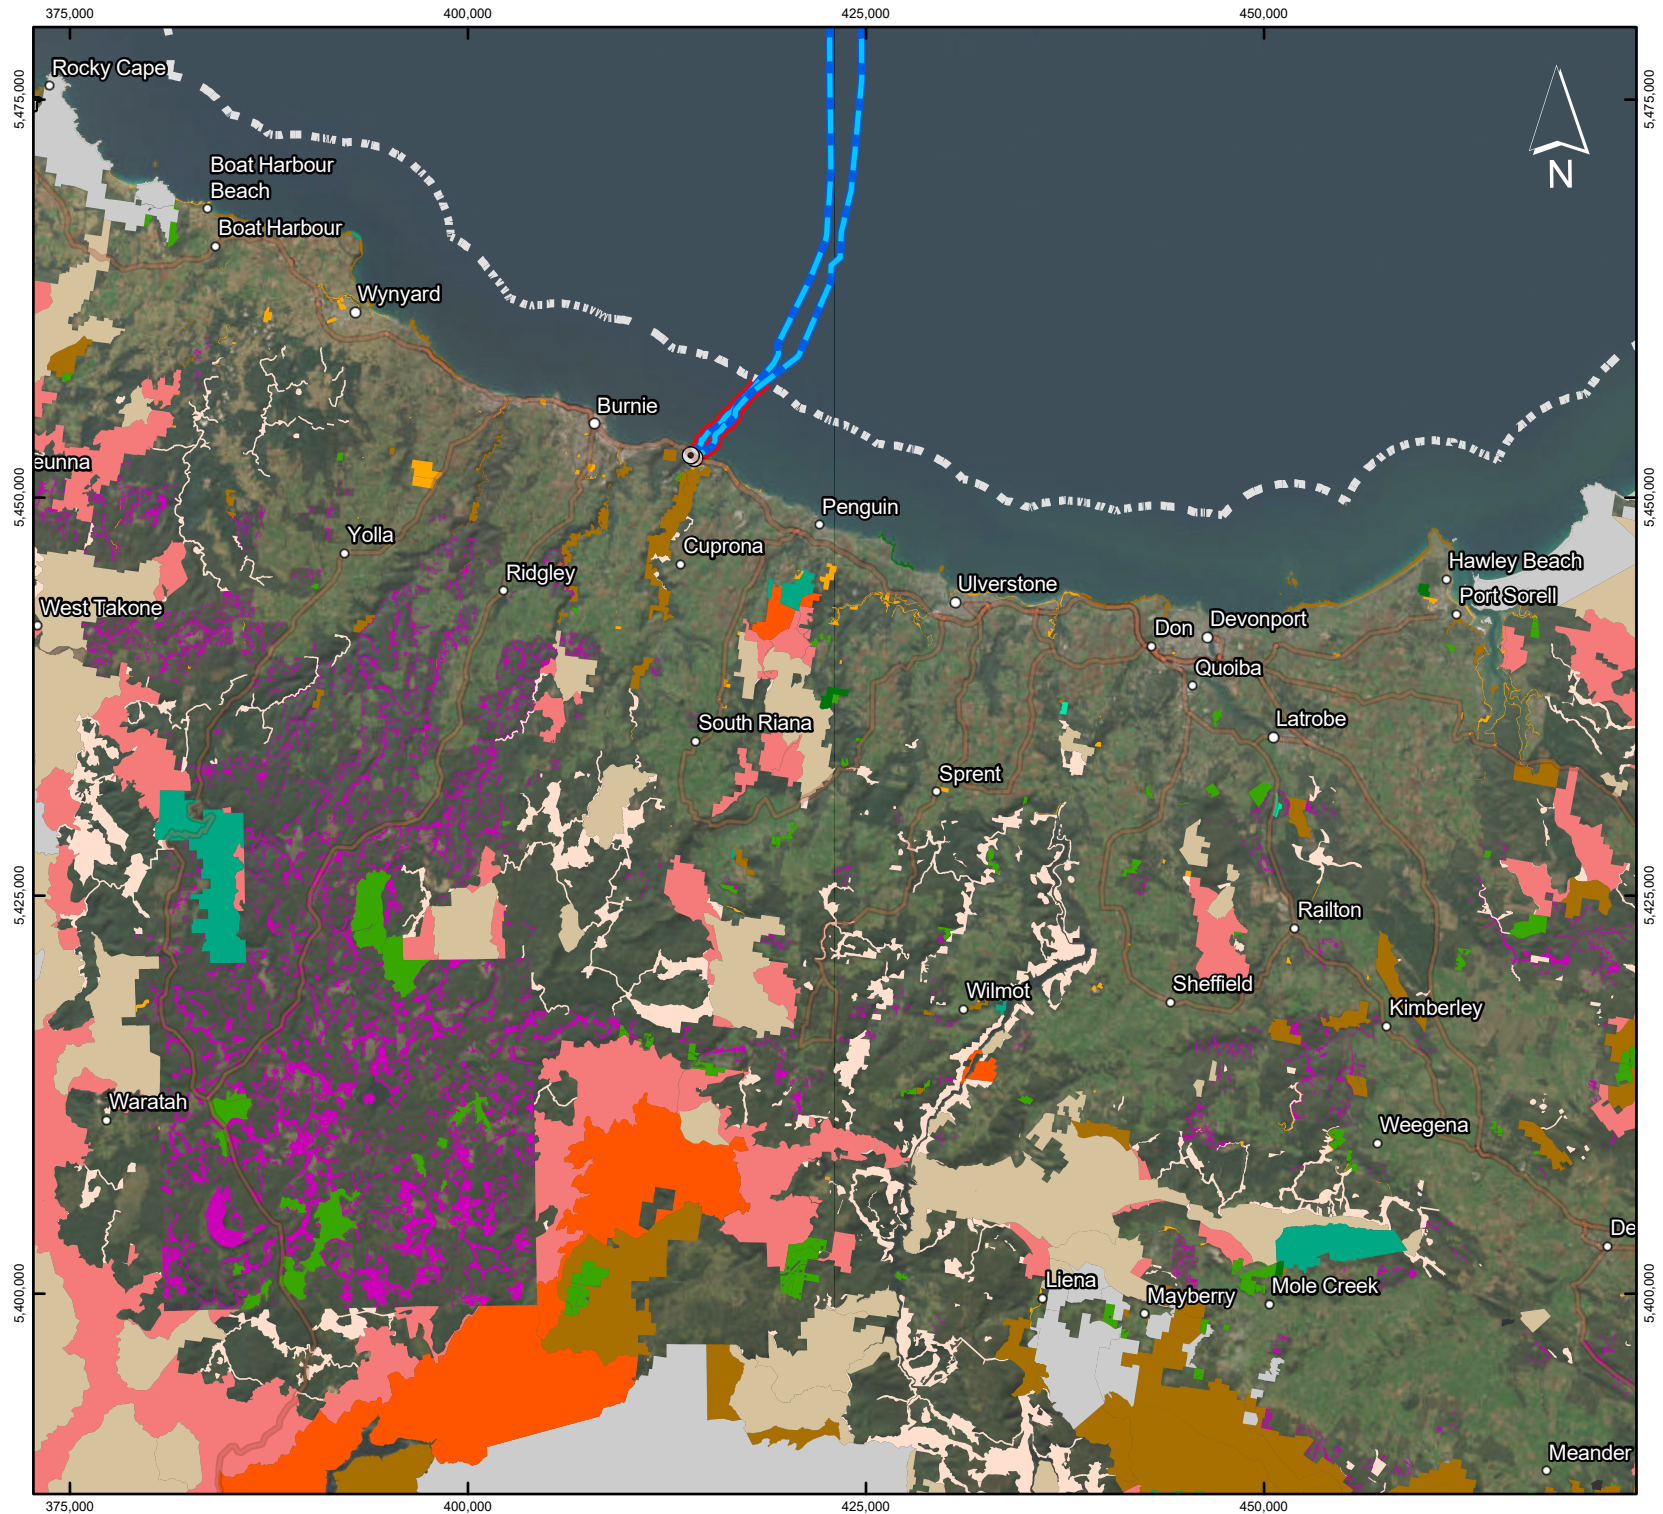 375,000
400,000
425,000
450,000
Rocky Cape
5,475,000
5,475,000
N
Boat Harbour
Beach
Boat Harbour
Wynyard
Burnie
eunna
5,450,000
5,450,000
Penguin
Yolla
Cuprona
Ridgley
Hawley Beach
Ulverstone
Port Sorell
West Takone
Devonport
Don
Quoiba
South Riana
Latrobe
Sprent
5,425,000
5,425,000
Railton
Wilmot
Sheffield
Kimberley
Waratah
Weegena
De
5,400,000
5,400,000
Liena
Mayberry
Mole Creek
Meander
375,000
400,000
425,000
450,000